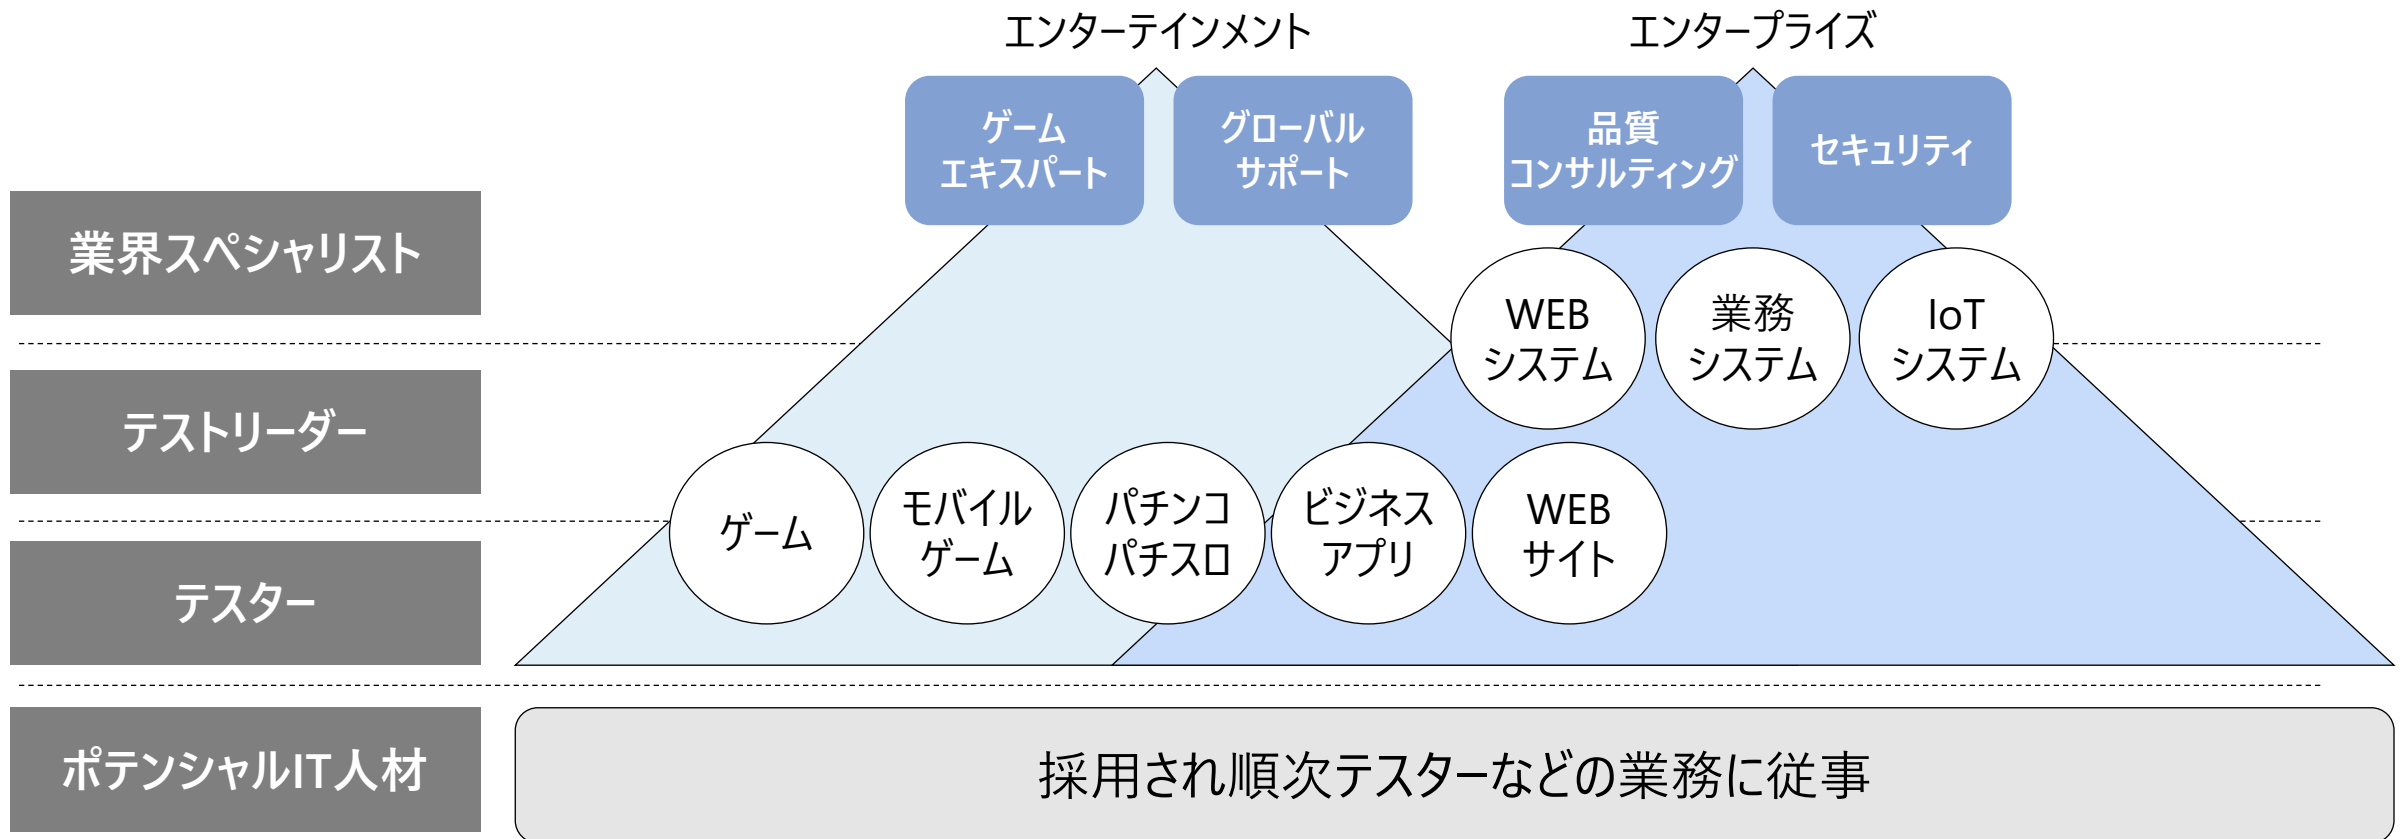 エンターテインメント
エンタープライズ
ゲーム
エキスパート
グローバル
サポート
品質
コンサルティング
セキュリティ
業界スペシャリスト
WEB
システム
業務
システム
IoT
システム
テストリーダー
ゲーム
モバイル
ゲーム
パチンコ
パチスロ
ビジネス
アプリ
WEB
サイト
テスター
ポテンシャルIT人材
採用され順次テスターなどの業務に従事